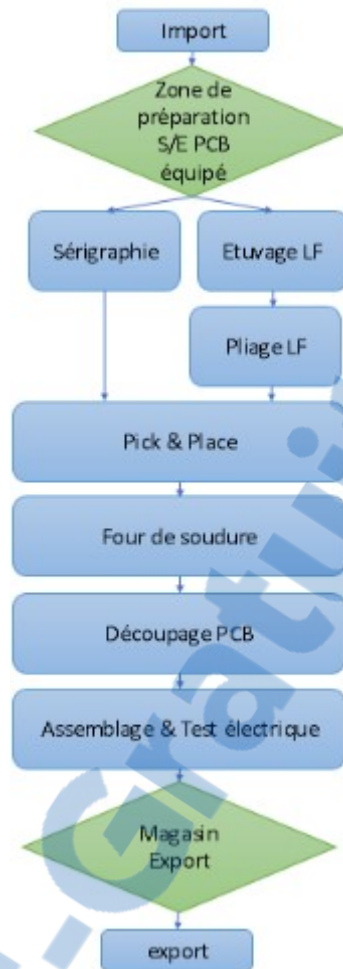 Import
Zone de
préparation
S/E PCB
équipé
Sérigraphie
Etuvage LF
Pliage LF
Pick & Place
Four de soudure
Découpage PCB
Assemblage & Test électrique
Magasin
Export
export